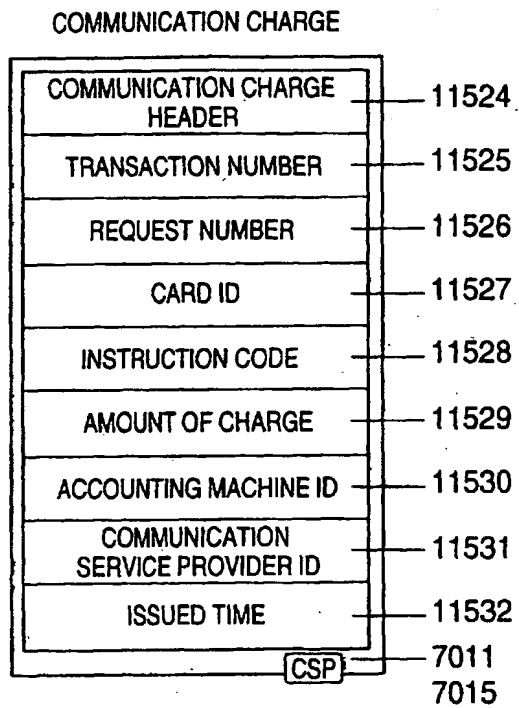 COMMUNICATION CHARGE
COMMUNICATION CHARGE
HEADER
11524
TRANSACTION NUMBER
11525
REQUEST NUMBER
11526
CARD ID
11527
INSTRUCTION CODE
11528
AMOUNT OF CHARGE
11529
ACCOUNTING MACHINE ID
11530
COMMUNICATION
SERVICE PROVIDER ID
11531
ISSUED TIME
11532
CSP
7011
7015